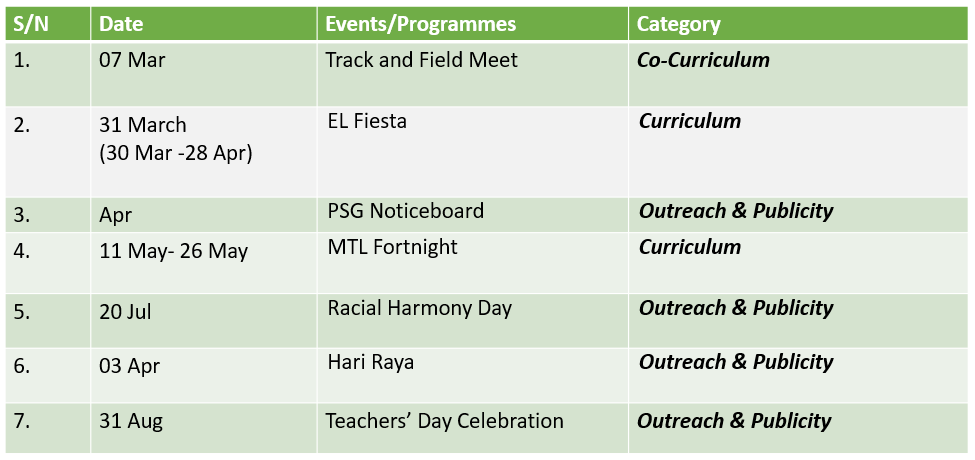 S/N Date Events/Programmes Category
1. 07 Mar Track and Field Meet Co-Curriculum
2. 31 March EL Fiesta Curriculum
(30 Mar -28 Apr)
3. Apr PSG Noticeboard Outreach & Publicity
4. 11 May- 26 May MTL Fortnight Curriculum
5. 20 Jul Racial Harmony Day Outreach & Publicity
6. 03 Apr Hari Raya Outreach & Publicity
7. 31 Aug Teachers’ Day Celebration Outreach & Publicity